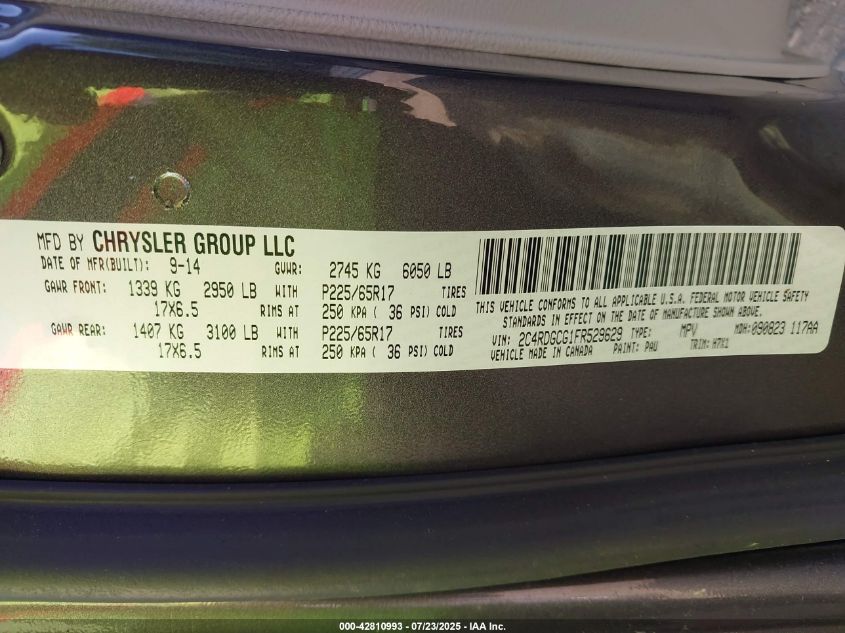 MFD BY CHRYSLER GROUP LLC
DATE OF MFR(BUILT): 9-14 GVWR: 2745 KG 6050 LB
GAWR FRONT: 1339 KG 2950 LB WITH P225/65R17 TIRES
17X6.5 RIMS AT 250 KPA ( 36 PSI) COLD
GAWR REAR: 1407 KG 3100 LB WITH P225/65R17 TIRES
17X6.5 RIMS AT 250 KPA ( 36 PSI) COLD
THIS VEHICLE CONFORMS TO ALL APPLICABLE U.S.A. FEDERAL MOTOR VEHICLE SAFETY
STANDARDS IN EFFECT ON THE DATE OF MANUFACTURE SHOWN ABOVE.
VIN: 2C4RDGCG1FR529629 TYPE: MPV MDH: 090823 117AA
VEHICLE MADE IN CANADA PAINT: PAU TRIM: H7X1
000-42810993 - 07/23/2025 - IAA Inc.